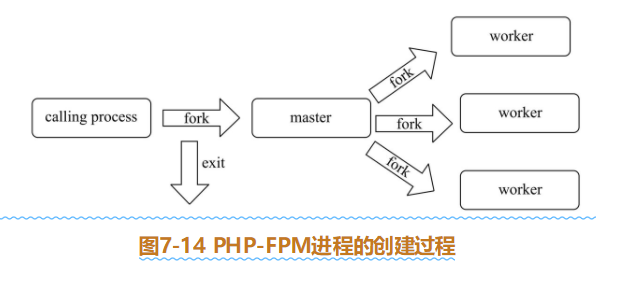 worker
fork
calling process
fork
master
fork
worker
exit
fork
worker
图7-14 PHP-FPM进程的创建过程